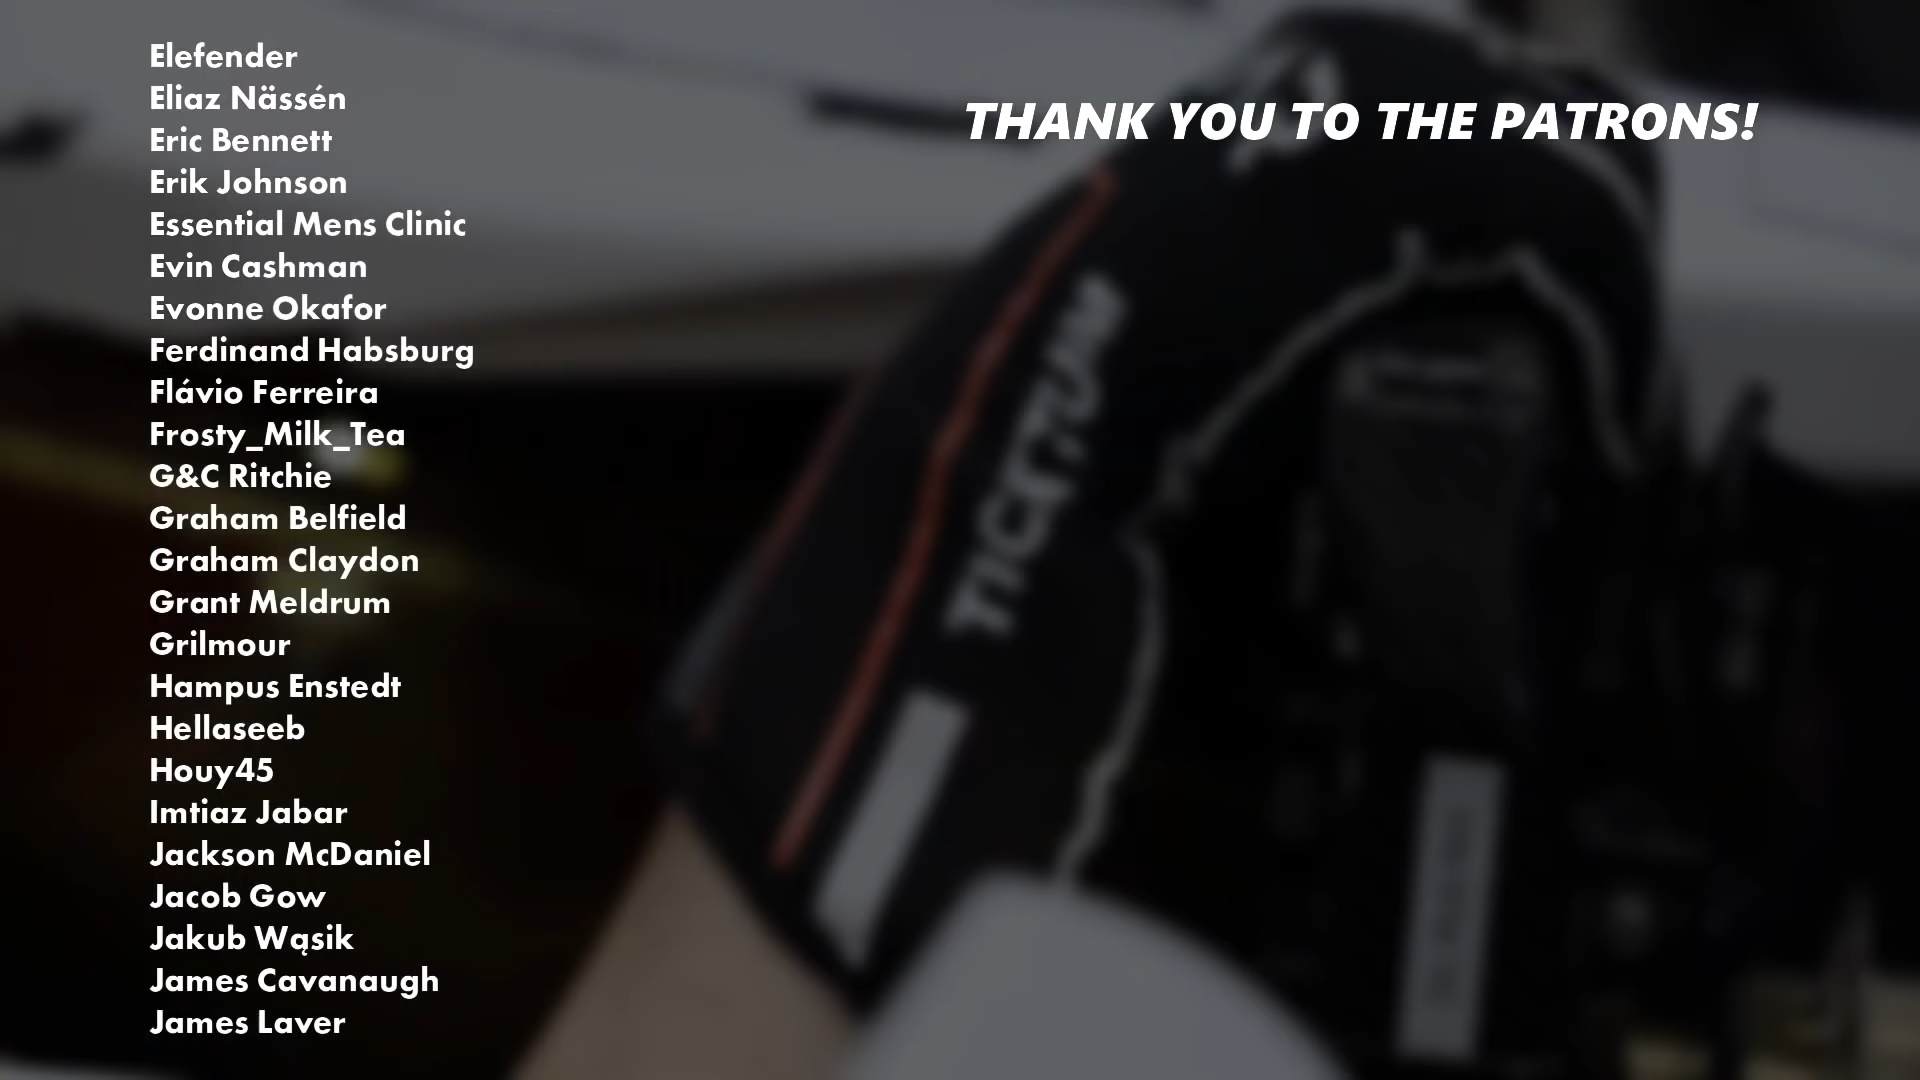 Elefender
Eliaz Nässén
Eric Bennett
Erik Johnson
Essential Mens Clinic
Evin Cashman
Evonne Okafor
Ferdinand Habsburg
Flávio Ferreira
Frosty_Milk_Tea
G&C Ritchie
Graham Belfield
Graham Claydon
Grant Meldrum
Grilmour
Hampus Enstedt
Hellaseeb
Houy45
Imtiaz Jabar
Jackson McDaniel
Jacob Gow
Jakub Wąsik
James Cavanaugh
James Laver
THANK YOU TO THE PATRONS!
TICKTUM